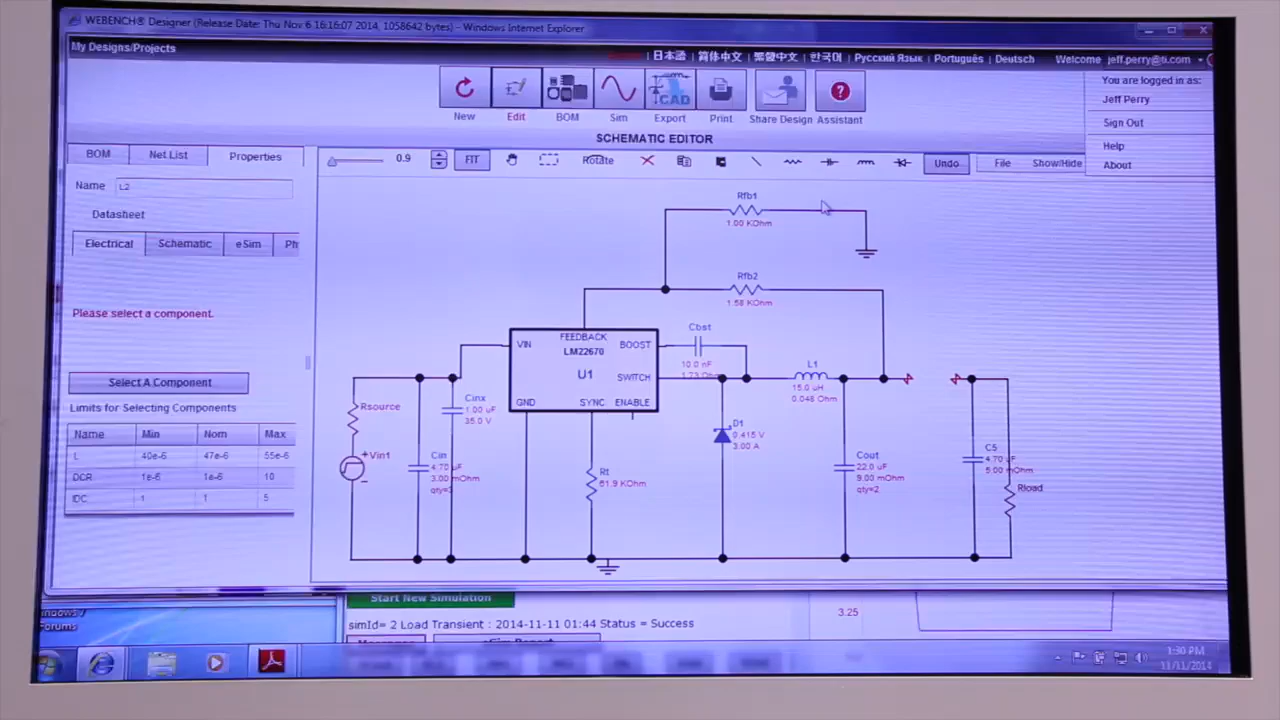 WEBENCH® Designer (Release Date: Thu Nov 6 16:16:07 2014, 1058642 bytes) - Windows Internet Explorer
My Designs/Projects
日本語 | 简体中文 | 繁體中文 | 한국어 | Русский Язык | Português | Deutsch Welcome jeff.perry@ti.com
You are logged in as:
Jeff Perry
Sign Out
Help
About
New Edit BOM Sim Export Print Share Design Assistant
CAD
SCHEMATIC EDITOR
BOM Net List Properties
0.9 FIT Rotate Undo File Show/Hide
Name L2
Datasheet
Electrical Schematic eSim Ph
Please select a component.
Select A Component
Limits for Selecting Components
Name Min Nom Max
L 40e-6 47e-6 55e-6
DCR 1e-6 1e-6 10
IDC 1 1 5
Rfb1
1.00 KOhm
Rfb2
1.58 KOhm
VIN FEEDBACK BOOST
LM22670
U1
SWITCH
GND SYNC ENABLE
Cbst
10.0 nF
L1
15.0 uH
0.048 Ohm
Rsource
+Vin1
Cinx
1.00 uF
35.0 V
Cin
4.70 uF
3.00 mOhm
Rt
61.9 KOhm
D1
0.415 V
3.00 A
Cout
22.0 uF
9.00 mOhm
qty=2
C5
4.70 uF
5.00 mOhm
Rload
Start New Simulation
simId= 2 Load Transient : 2014-11-11 01:44 Status = Success
3.25
Forums
1:30 PM
11/11/2014